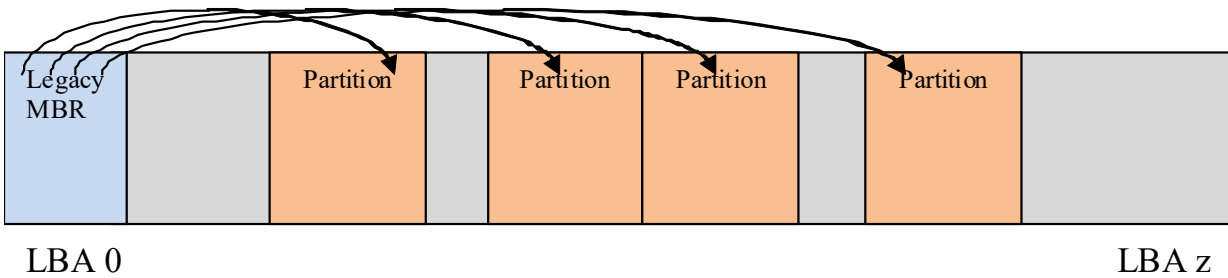 Legacy
MBR
Partition
Partition
Partition
Partition
LBA 0
LBA z